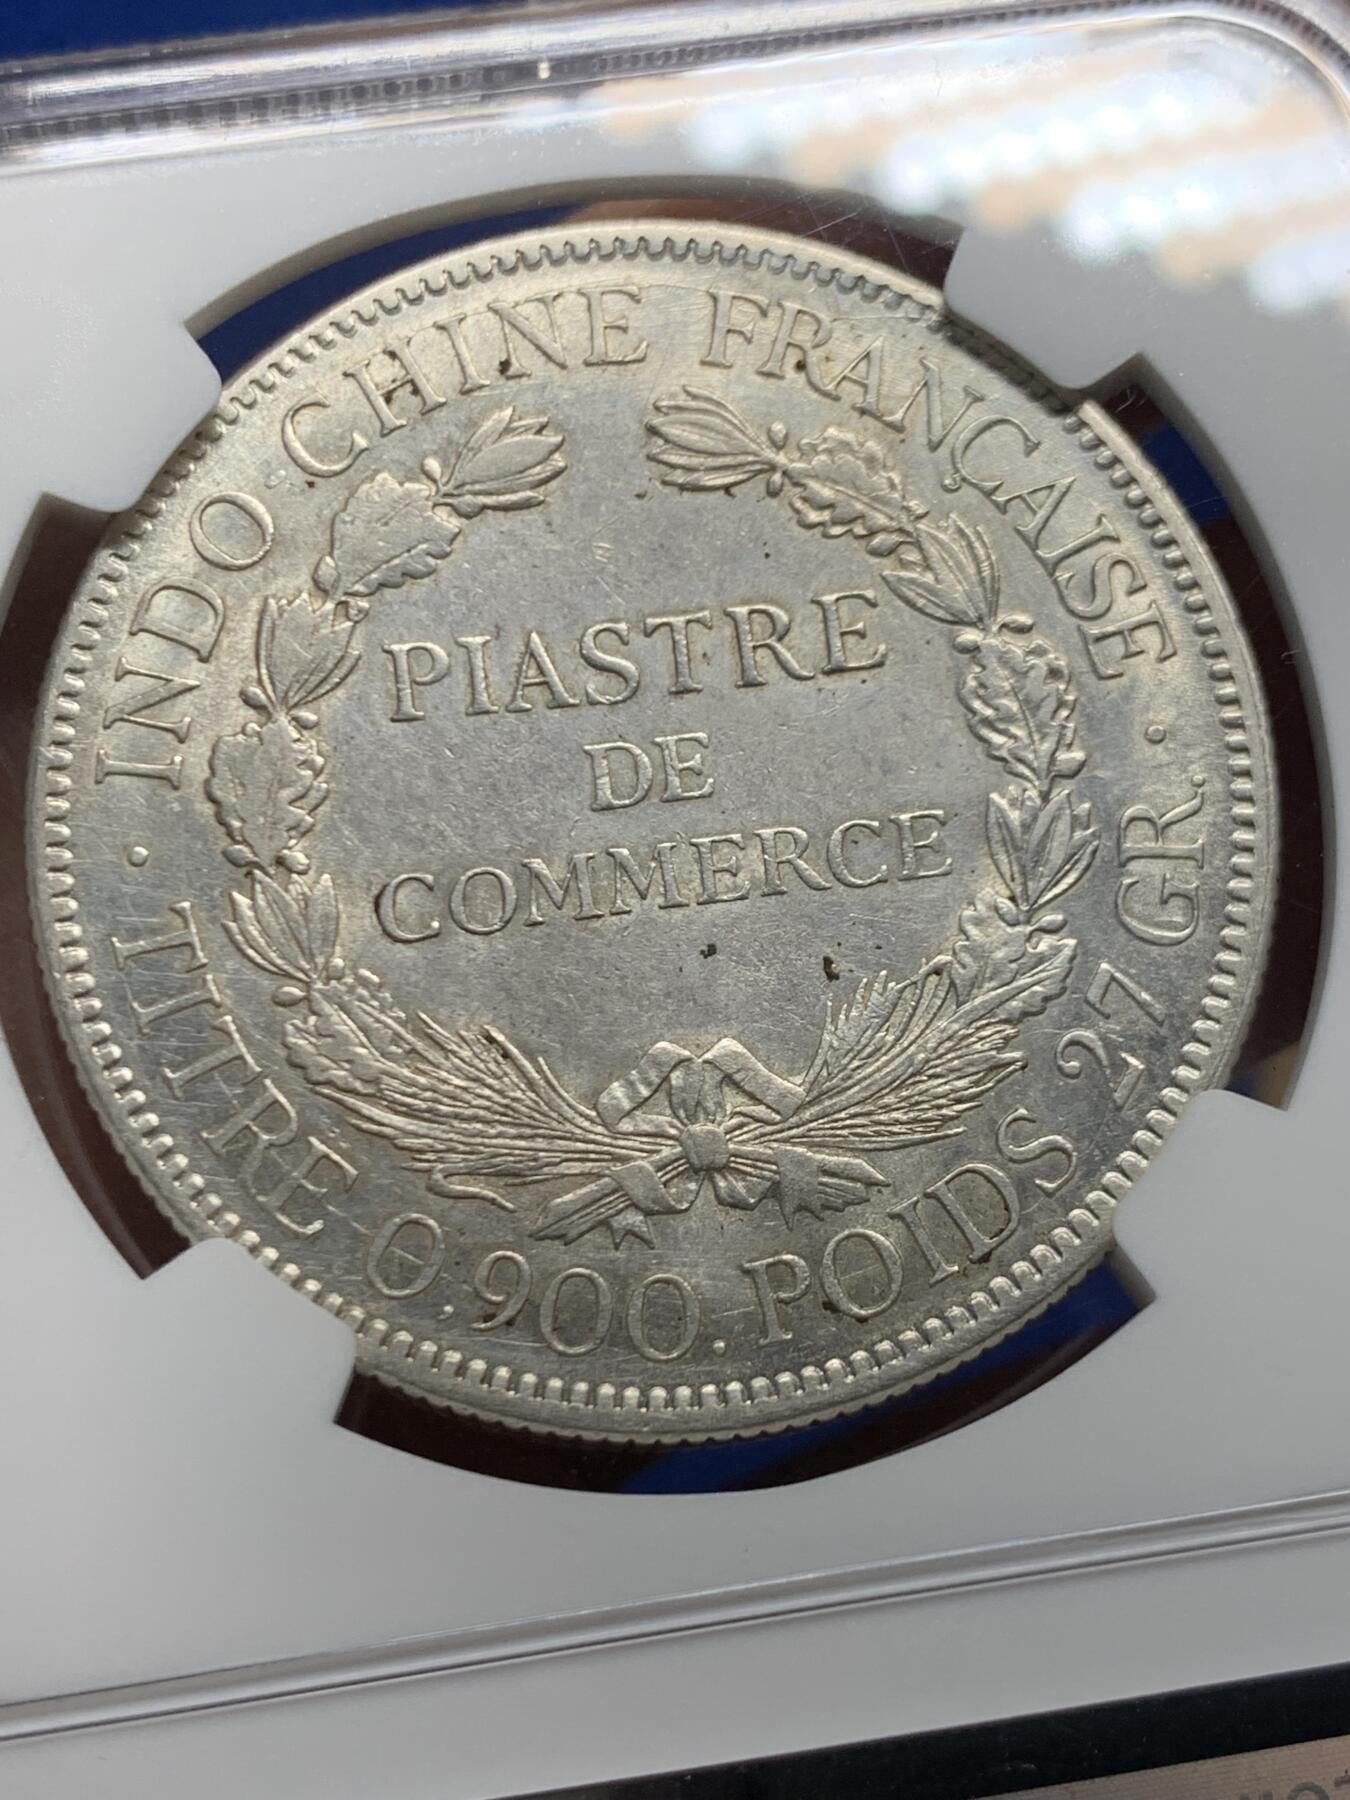 INDO-CHINE FRANÇAISE
PIASTRE
DE
COMMERCE
· TITRE 0,900. POIDS 27 GR. ·